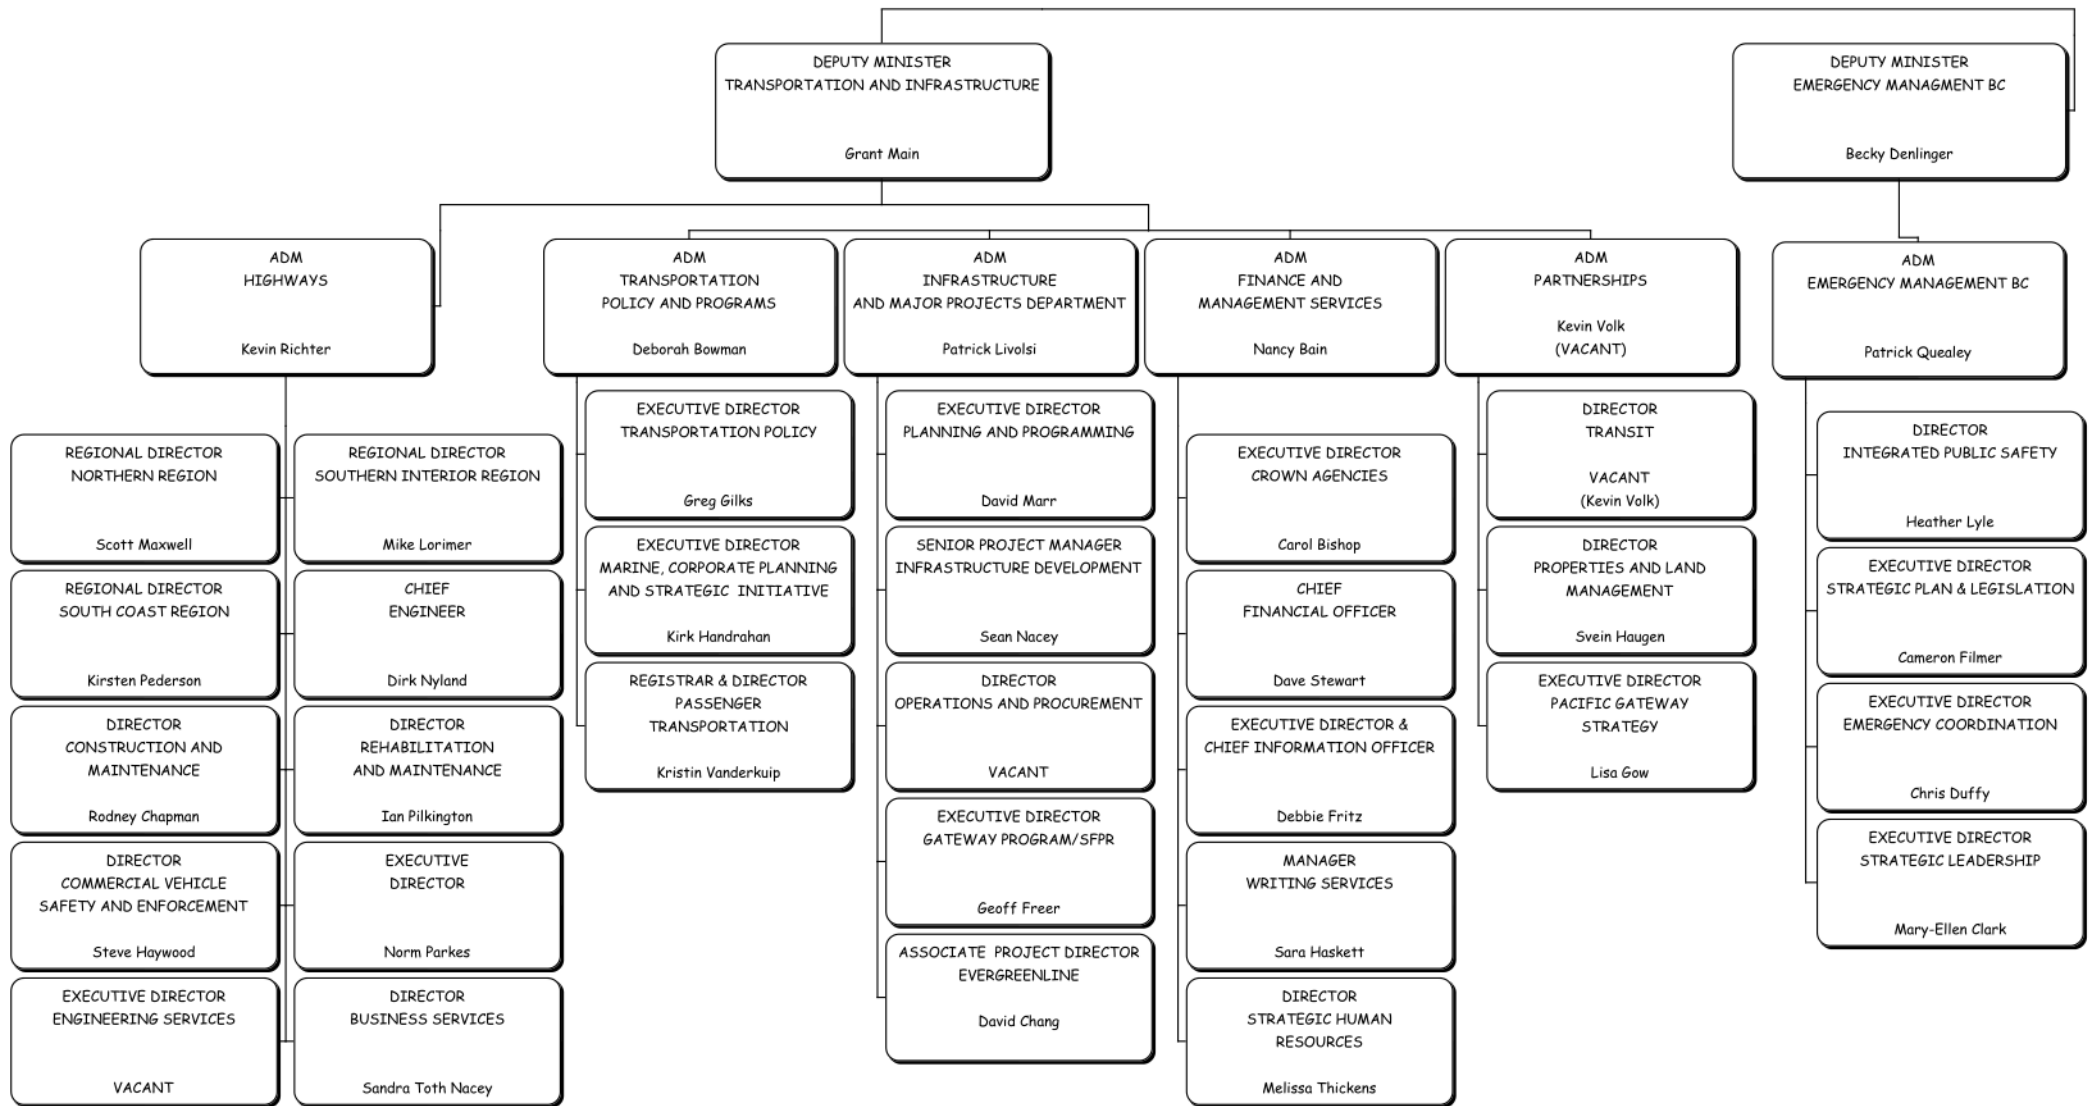 DEPUTY MINISTER
TRANSPORTATION AND INFRASTRUCTURE
Grant Main
DEPUTY MINISTER
EMERGENCY MANAGMENT BC
Becky Denlinger
ADM
HIGHWAYS
Kevin Richter
ADM
TRANSPORTATION
POLICY AND PROGRAMS
Deborah Bowman
ADM
INFRASTRUCTURE
AND MAJOR PROJECTS DEPARTMENT
Patrick Livolsi
ADM
FINANCE AND
MANAGEMENT SERVICES
Nancy Bain
ADM
PARTNERSHIPS
Kevin Volk
(VACANT)
ADM
EMERGENCY MANAGEMENT BC
Patrick Quealey
REGIONAL DIRECTOR
NORTHERN REGION
Scott Maxwell
REGIONAL DIRECTOR
SOUTHERN INTERIOR REGION
Mike Lorimer
REGIONAL DIRECTOR
SOUTH COAST REGION
Kirsten Pederson
CHIEF
ENGINEER
Dirk Nyland
DIRECTOR
CONSTRUCTION AND
MAINTENANCE
Rodney Chapman
DIRECTOR
REHABILITATION
AND MAINTENANCE
Ian Pilkington
DIRECTOR
COMMERCIAL VEHICLE
SAFETY AND ENFORCEMENT
Steve Haywood
EXECUTIVE
DIRECTOR
Norm Parkes
EXECUTIVE DIRECTOR
ENGINEERING SERVICES
VACANT
DIRECTOR
BUSINESS SERVICES
Sandra Toth Nacey
EXECUTIVE DIRECTOR
TRANSPORTATION POLICY
Greg Gilks
EXECUTIVE DIRECTOR
MARINE, CORPORATE PLANNING
AND STRATEGIC INITIATIVE
Kirk Handrahan
REGISTRAR & DIRECTOR
PASSENGER
TRANSPORTATION
Kristin Vanderkuip
EXECUTIVE DIRECTOR
PLANNING AND PROGRAMMING
David Marr
SENIOR PROJECT MANAGER
INFRASTRUCTURE DEVELOPMENT
Sean Nacey
DIRECTOR
OPERATIONS AND PROCUREMENT
VACANT
EXECUTIVE DIRECTOR
GATEWAY PROGRAM/SFPR
Geoff Freer
ASSOCIATE PROJECT DIRECTOR
EVERGREENLINE
David Chang
EXECUTIVE DIRECTOR
CROWN AGENCIES
Carol Bishop
CHIEF
FINANCIAL OFFICER
Dave Stewart
EXECUTIVE DIRECTOR &
CHIEF INFORMATION OFFICER
Debbie Fritz
MANAGER
WRITING SERVICES
Sara Haskett
DIRECTOR
STRATEGIC HUMAN
RESOURCES
Melissa Thickens
DIRECTOR
TRANSIT
VACANT
(Kevin Volk)
DIRECTOR
PROPERTIES AND LAND
MANAGEMENT
Svein Haugen
EXECUTIVE DIRECTOR
PACIFIC GATEWAY
STRATEGY
Lisa Gow
DIRECTOR
INTEGRATED PUBLIC SAFETY
Heather Lyle
EXECUTIVE DIRECTOR
STRATEGIC PLAN & LEGISLATION
Cameron Filmer
EXECUTIVE DIRECTOR
EMERGENCY COORDINATION
Chris Duffy
EXECUTIVE DIRECTOR
STRATEGIC LEADERSHIP
Mary-Ellen Clark